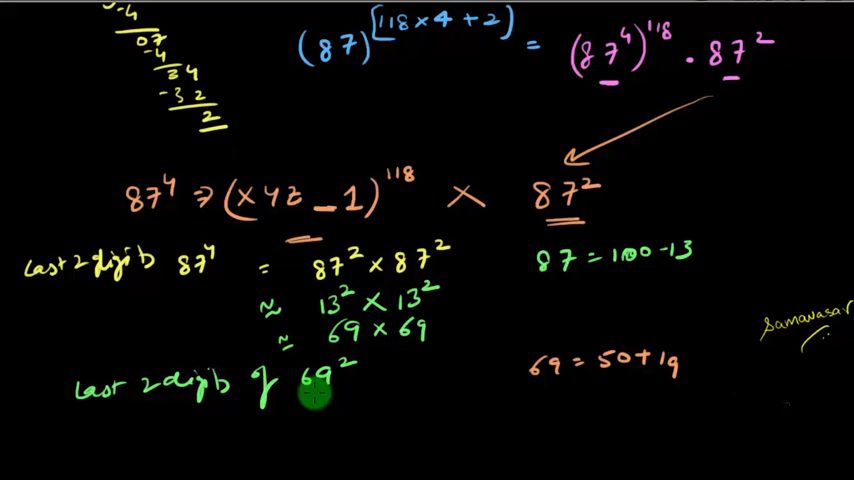 -4
07
-4
34
-32
2
(87)^[118 × 4 + 2] = (87^4)^118 . 87^2
87^4 ⇒ (XYZ - 1)^118 × 87^2
Last 2 digits 87^4 = 87^2 × 87^2
87 = 100 - 13
≈ 13^2 × 13^2
≈ 69 × 69
Samavasar
Last 2 digits of 69^2
69 = 50 + 19